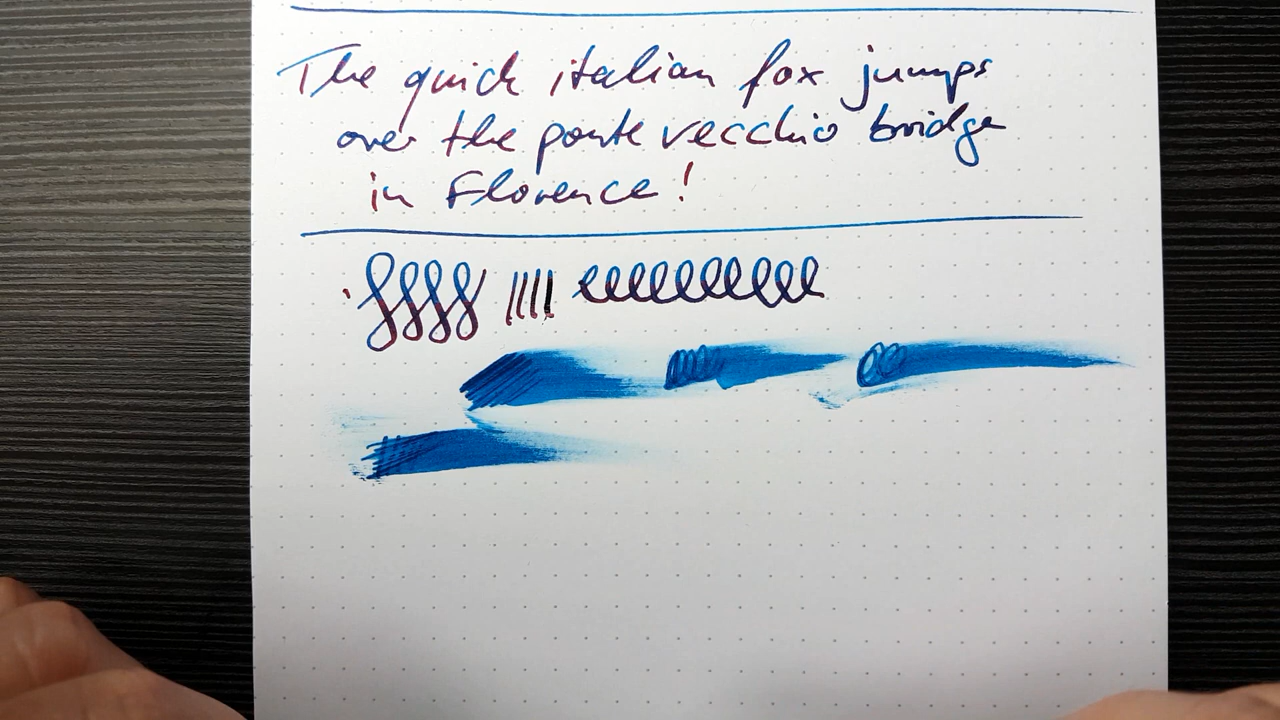 The quick italian fox jumps
over the ponte vecchio bridge
in Florence!